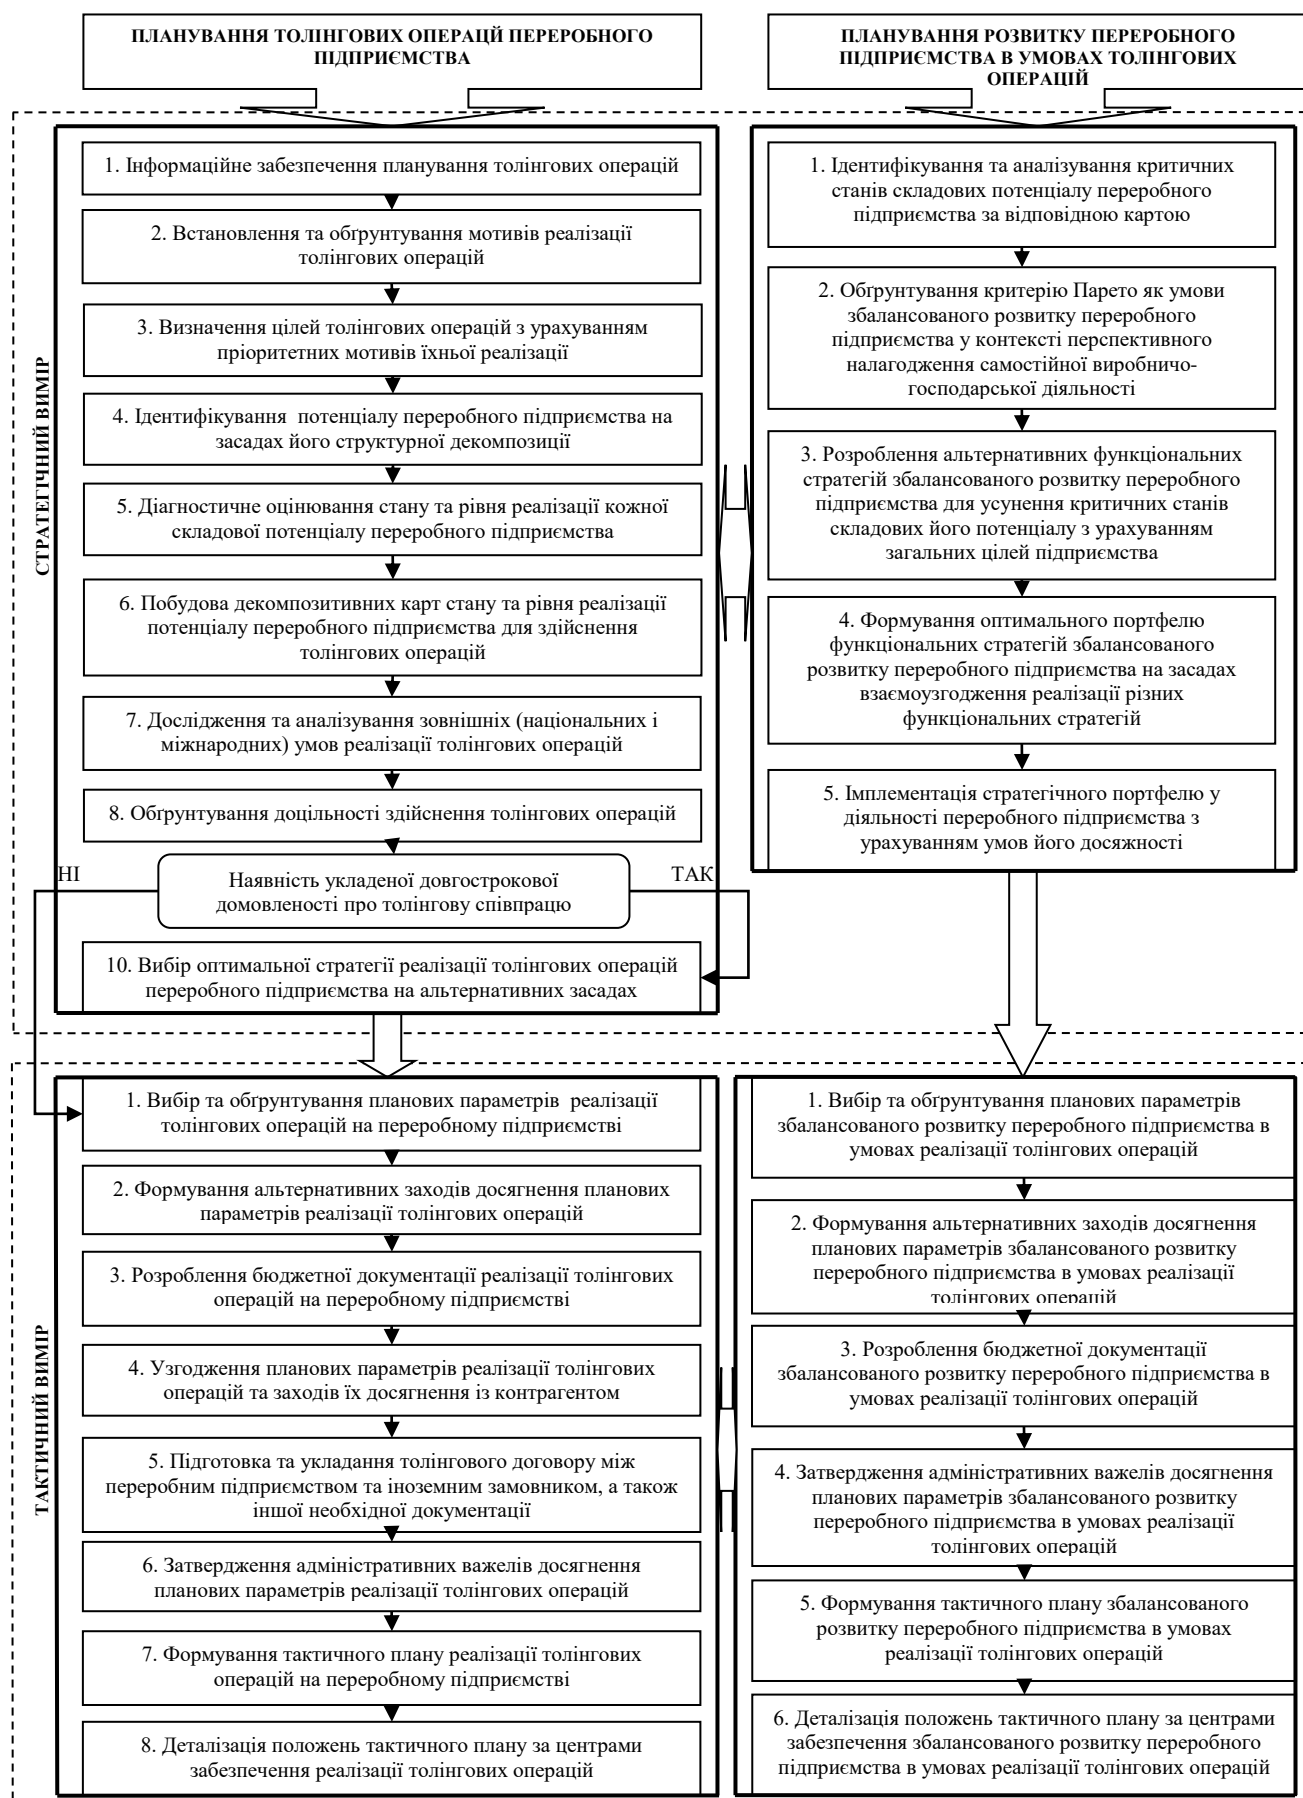 ПЛАНУВАННЯ ТОЛІНГОВИХ ОПЕРАЦЙ ПЕРЕРОБНОГО
ПІДПРИЄМСТВА
ПЛАНУВАННЯ РОЗВИТКУ ПЕРЕРОБНОГО
ПІДПРИЄМСТВА В УМОВАХ ТОЛІНГОВИХ
ОПЕРАЦІЙ
СТРАТЕГІЧНИЙ ВИМІР
1. Інформаційне забезпечення планування толінгових операцій
2. Встановлення та обґрунтування мотивів реалізації
толінгових операцій
3. Визначення цілей толінгових операцій з урахуванням
пріоритетних мотивів їхньої реалізації
4. Ідентифікування потенціалу переробного підприємства на
засадах його структурної декомпозиції
5. Діагностичне оцінювання стану та рівня реалізації кожної
складової потенціалу переробного підприємства
6. Побудова декомпозитивних карт стану та рівня реалізації
потенціалу переробного підприємства для здійснення
толінгових операцій
7. Дослідження та аналізування зовнішніх (національних і
міжнародних) умов реалізації толінгових операцій
8. Обґрунтування доцільності здійснення толінгових операцій
НІ
Наявність укладеної довгострокової
домовленості про толінгову співпрацю
ТАК
10. Вибір оптимальної стратегії реалізації толінгових операцій
переробного підприємства на альтернативних засадах
1. Ідентифікування та аналізування критичних
станів складових потенціалу переробного
підприємства за відповідною картою
2. Обґрунтування критерію Парето як умови
збалансованого розвитку переробного
підприємства у контексті перспективного
налагодження самостійної виробничо-
господарської діяльності
3. Розроблення альтернативних функціональних
стратегій збалансованого розвитку переробного
підприємства для усунення критичних станів
складових його потенціалу з урахуванням
загальних цілей підприємства
4. Формування оптимального портфелю
функціональних стратегій збалансованого
розвитку переробного підприємства на засадах
взаємоузгодження реалізації різних
функціональних стратегій
5. Імплементація стратегічного портфелю у
діяльності переробного підприємства з
урахуванням умов його досяжності
ТАКТИЧНИЙ ВИМІР
1. Вибір та обґрунтування планових параметрів реалізації
толінгових операцій на переробному підприємстві
2. Формування альтернативних заходів досягнення планових
параметрів реалізації толінгових операцій
3. Розроблення бюджетної документації реалізації толінгових
операцій на переробному підприємстві
4. Узгодження планових параметрів реалізації толінгових
операцій та заходів їх досягнення із контрагентом
5. Підготовка та укладання толінгового договору між
переробним підприємством та іноземним замовником, а також
іншої необхідної документації
6. Затвердження адміністративних важелів досягнення
планових параметрів реалізації толінгових операцій
7. Формування тактичного плану реалізації толінгових
операцій на переробному підприємстві
8. Деталізація положень тактичного плану за центрами
забезпечення реалізації толінгових операцій
1. Вибір та обґрунтування планових параметрів
збалансованого розвитку переробного підприємства в
умовах реалізації толінгових операцій
2. Формування альтернативних заходів досягнення
планових параметрів збалансованого розвитку
переробного підприємства в умовах реалізації
толінгових операцій
3. Розроблення бюджетної документації
збалансованого розвитку переробного підприємства в
умовах реалізації толінгових операцій
4. Затвердження адміністративних важелів досягнення
планових параметрів збалансованого розвитку
переробного підприємства в умовах реалізації
толінгових операцій
5. Формування тактичного плану збалансованого
розвитку переробного підприємства в умовах
реалізації толінгових операцій
6. Деталізація положень тактичного плану за центрами
забезпечення збалансованого розвитку переробного
підприємства в умовах реалізації толінгових операцій